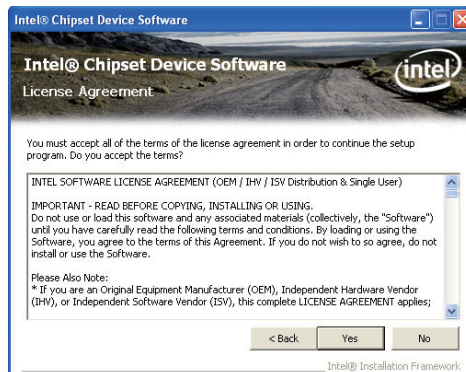 Intel® Chipset Device Software
Intel® Chipset Device Software
intel
License Agreement
You must accept all of the terms of the license agreement in order to continue the setup
program. Do you accept the terms?
INTEL SOFTWARE LICENSE AGREEMENT (OEM / IHV / ISV Distribution & Single User)
IMPORTANT - READ BEFORE COPYING, INSTALLING OR USING.
Do not use or load this software and any associated materials (collectively, the "Software")
until you have carefully read the following terms and conditions. By loading or using the
Software, you agree to the terms of this Agreement. If you do not wish to so agree, do not
install or use the Software.
Please Also Note:
* If you are an Original Equipment Manufacturer (OEM), Independent Hardware Vendor
(IHV), or Independent Software Vendor (ISV), this complete LICENSE AGREEMENT applies;
< Back
Yes
No
Intel® Installation Framework